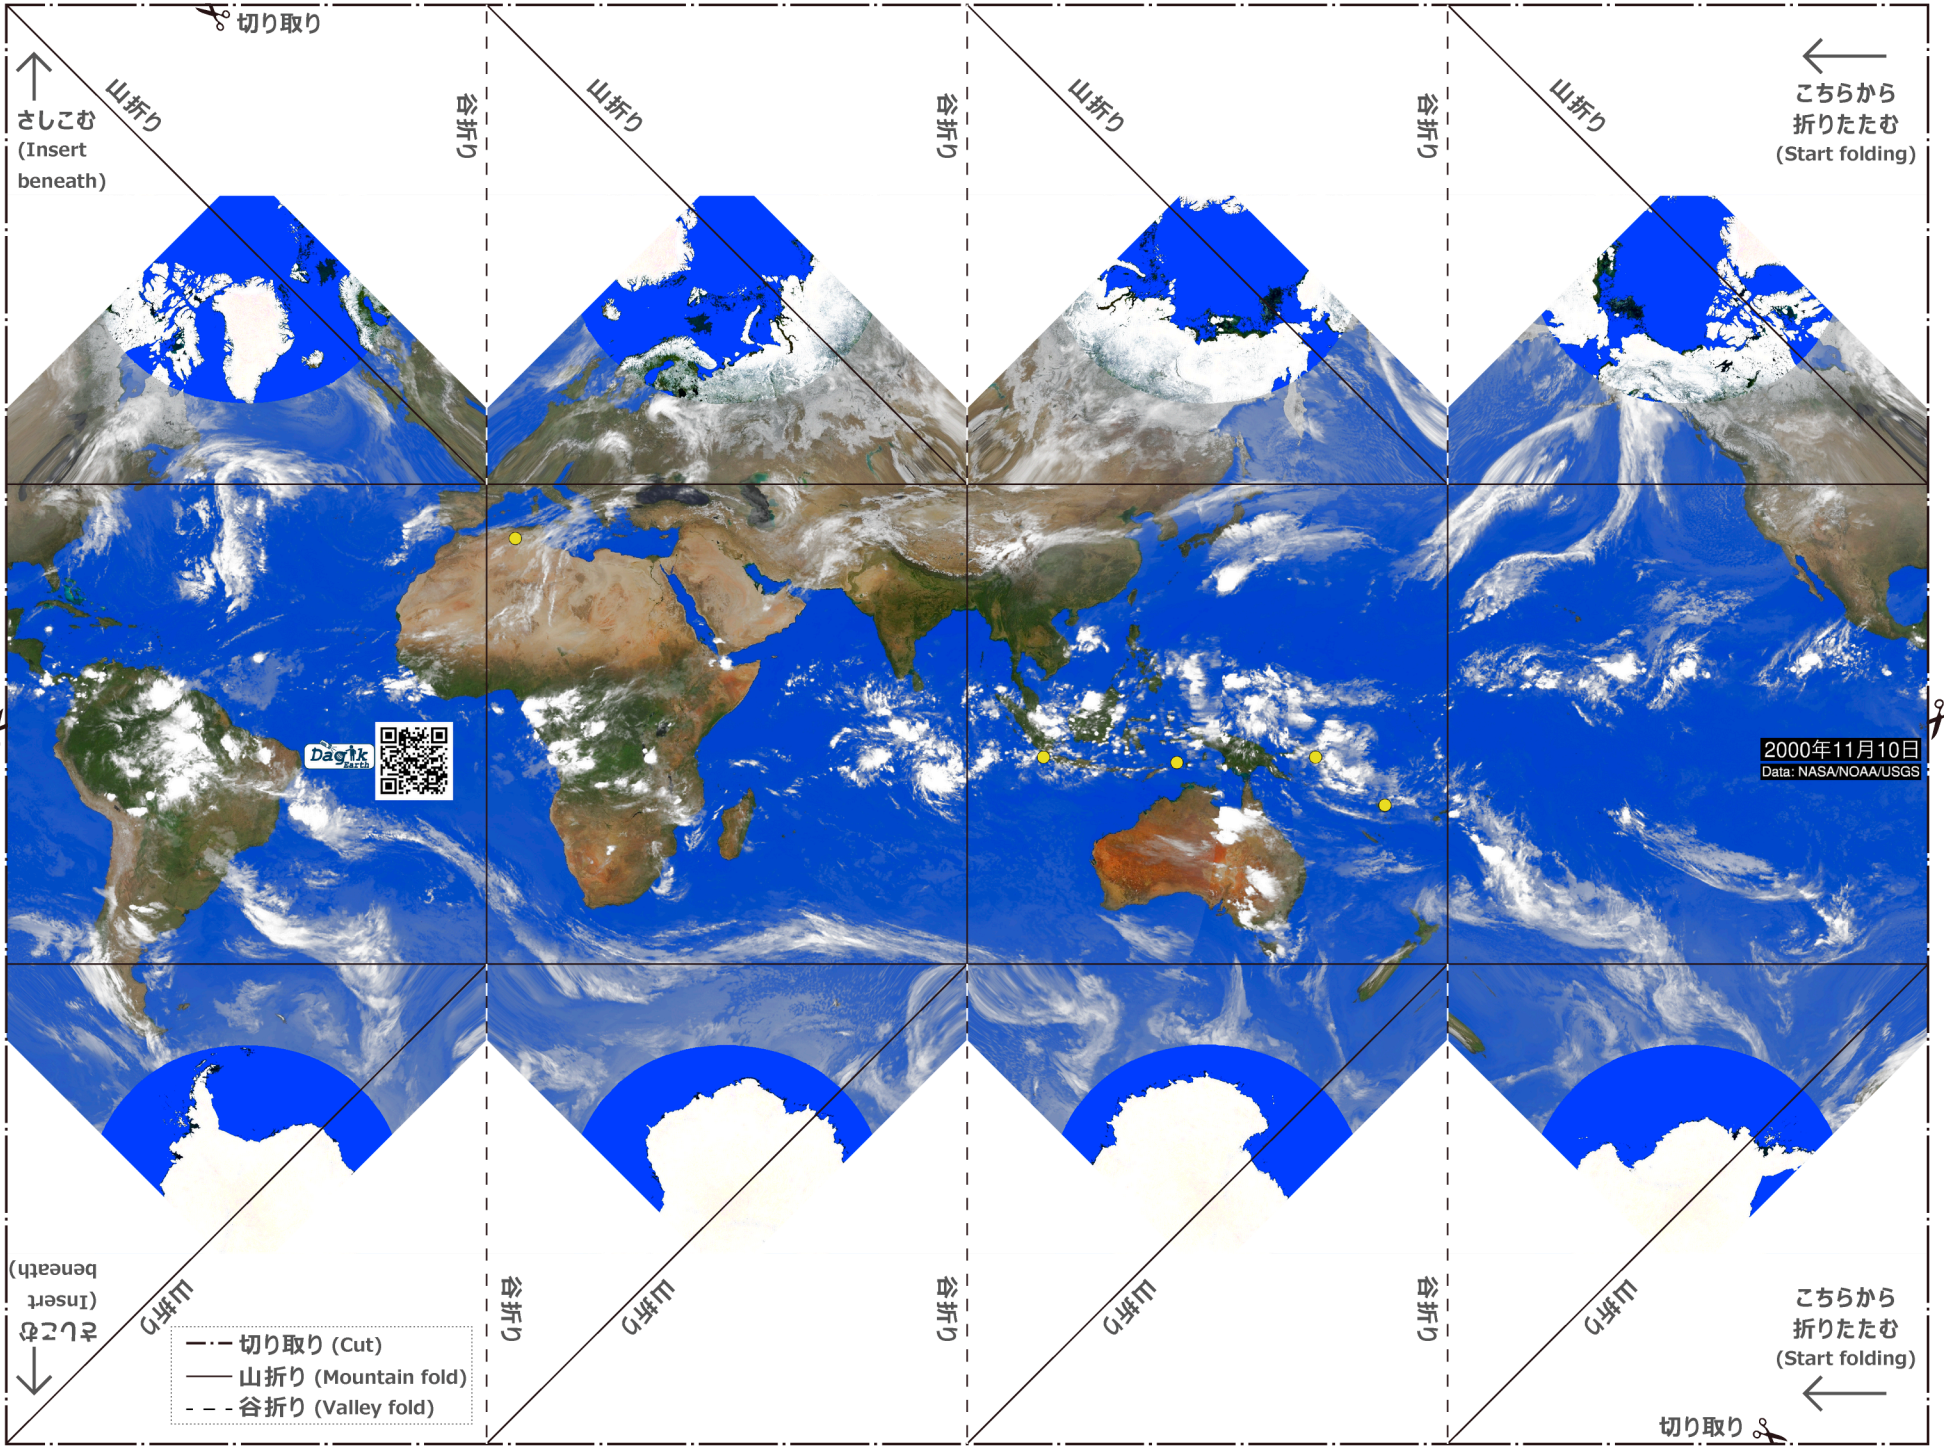 切り取り
さしこむ
(Insert
beneath)
山折り
谷折り
山折り
谷折り
山折り
谷折り
山折り
こちらから
折りたたむ
(Start folding)
Dagik
Earth
2000年11月10日
Data: NASA/NOAA/USGS
さしこむ
(Insert
beneath)
山折り
谷折り
山折り
谷折り
山折り
谷折り
山折り
こちらから
折りたたむ
(Start folding)
切り取り (Cut)
山折り (Mountain fold)
谷折り (Valley fold)
切り取り